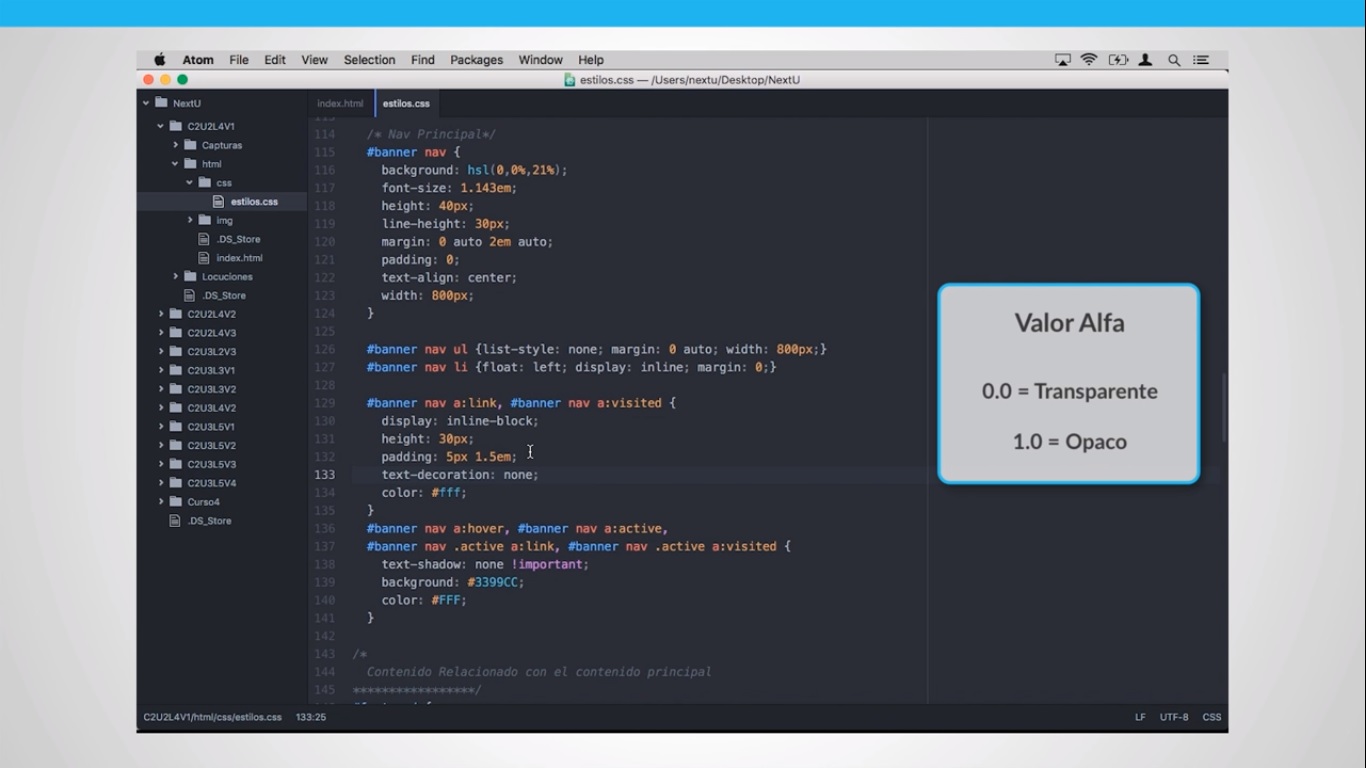 Atom File Edit View Selection Find Packages Window Help
estilos.css — /Users/nextu/Desktop/NextU
NextU
C2U2L4V1
Capturas
html
css
estilos.css
img
.DS_Store
index.html
Locuciones
.DS_Store
C2U2L4V2
C2U2L4V3
C2U3L2V3
C2U3L3V1
C2U3L3V2
C2U3L4V2
C2U3L5V1
C2U3L5V2
C2U3L5V3
C2U3L5V4
Curso4
.DS_Store
index.html estilos.css
113
114 /* Nav Principal*/
115 #banner nav {
116 background: hsl(0,0%,21%);
117 font-size: 1.143em;
118 height: 40px;
119 line-height: 30px;
120 margin: 0 auto 2em auto;
121 padding: 0;
122 text-align: center;
123 width: 800px;
124 }
125
126 #banner nav ul {list-style: none; margin: 0 auto; width: 800px;}
127 #banner nav li {float: left; display: inline; margin: 0;}
128
129 #banner nav a:link, #banner nav a:visited {
130 display: inline-block;
131 height: 30px;
132 padding: 5px 1.5em;
133 text-decoration: none;
134 color: #fff;
135 }
136 #banner nav a:hover, #banner nav a:active,
137 #banner nav .active a:link, #banner nav .active a:visited {
138 text-shadow: none !important;
139 background: #3399CC;
140 color: #FFF;
141 }
142
143 /*
144 Contenido Relacionado con el contenido principal
145 *****************/
Valor Alfa
0.0 = Transparente
1.0 = Opaco
C2U2L4V1/html/css/estilos.css 133:25
LF UTF-8 CSS